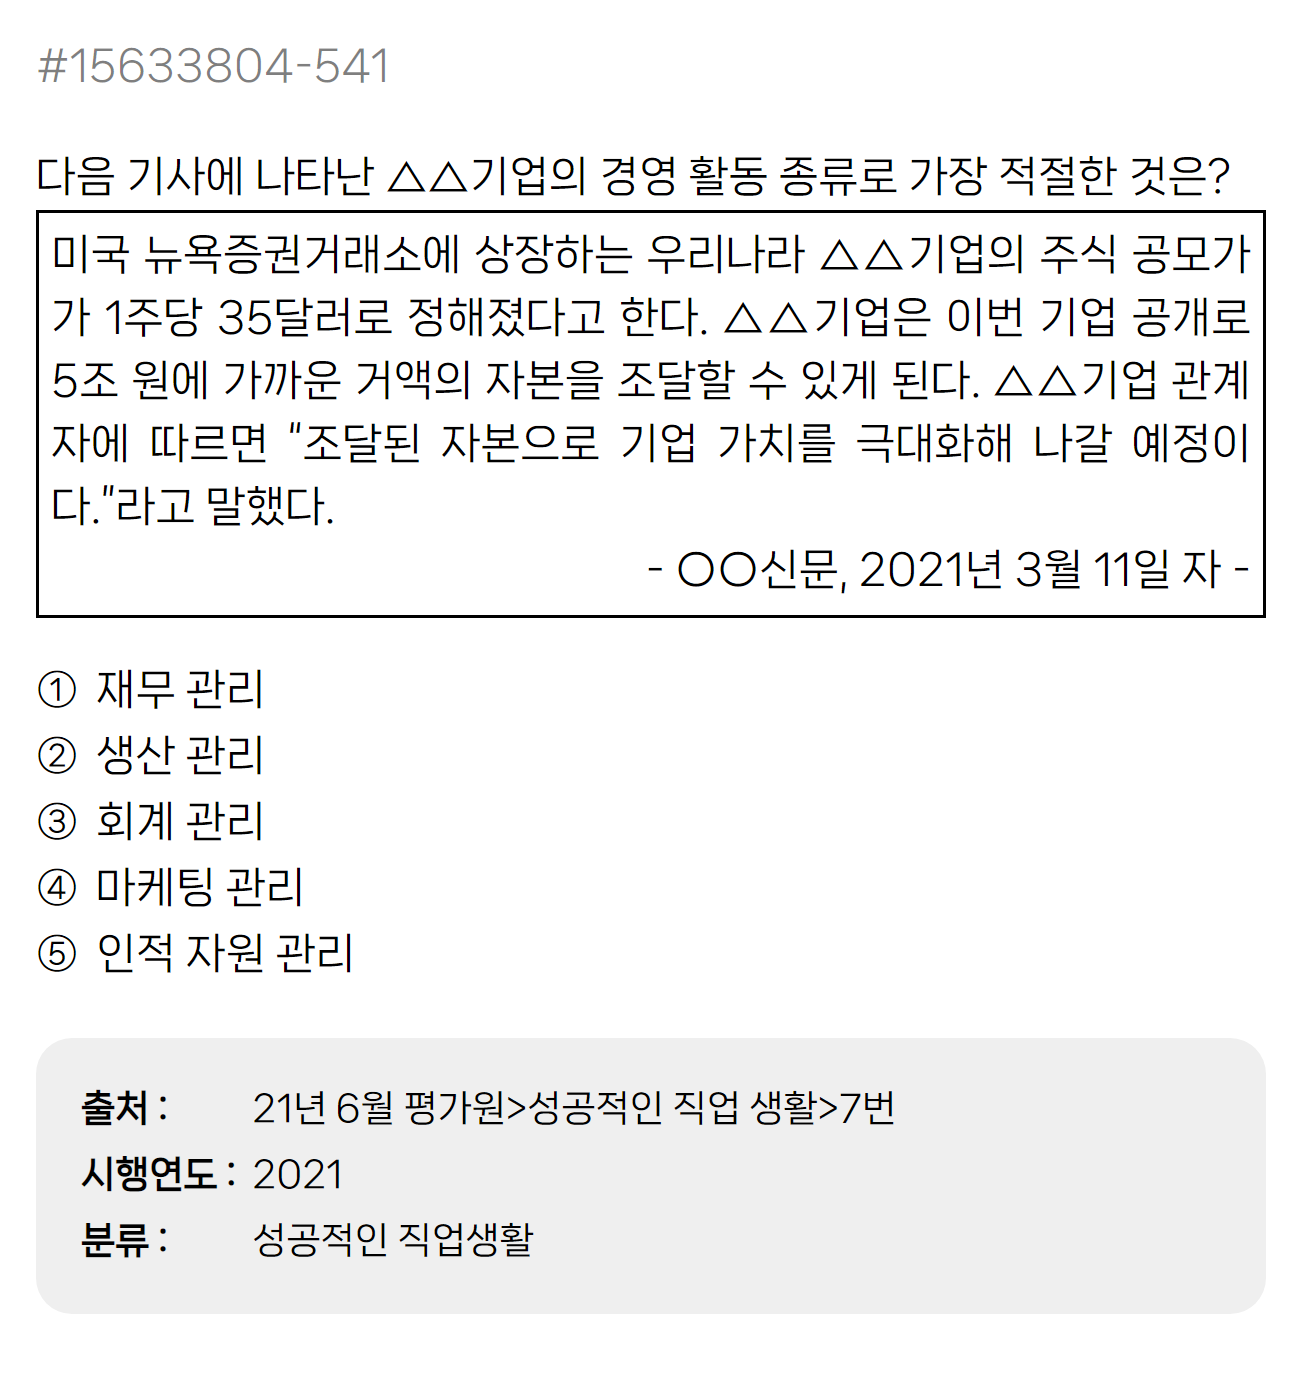 #15633804-541
다음 기사에 나타난 △△기업의 경영 활동 종류로 가장 적절한 것은?
미국 뉴욕증권거래소에 상장하는 우리나라 △△기업의 주식 공모가
가 1주당 35달러로 정해졌다고 한다. △△기업은 이번 기업 공개로
5조 원에 가까운 거액의 자본을 조달할 수 있게 된다. △△기업 관계
자에 따르면 “조달된 자본으로 기업 가치를 극대화해 나갈 예정이
다.”라고 말했다.
- ○○신문, 2021년 3월 11일 자 -
① 재무 관리
② 생산 관리
③ 회계 관리
④ 마케팅 관리
⑤ 인적 자원 관리
출처 : 21년 6월 평가원>성공적인 직업 생활>7번
시행연도 : 2021
분류 : 성공적인 직업생활